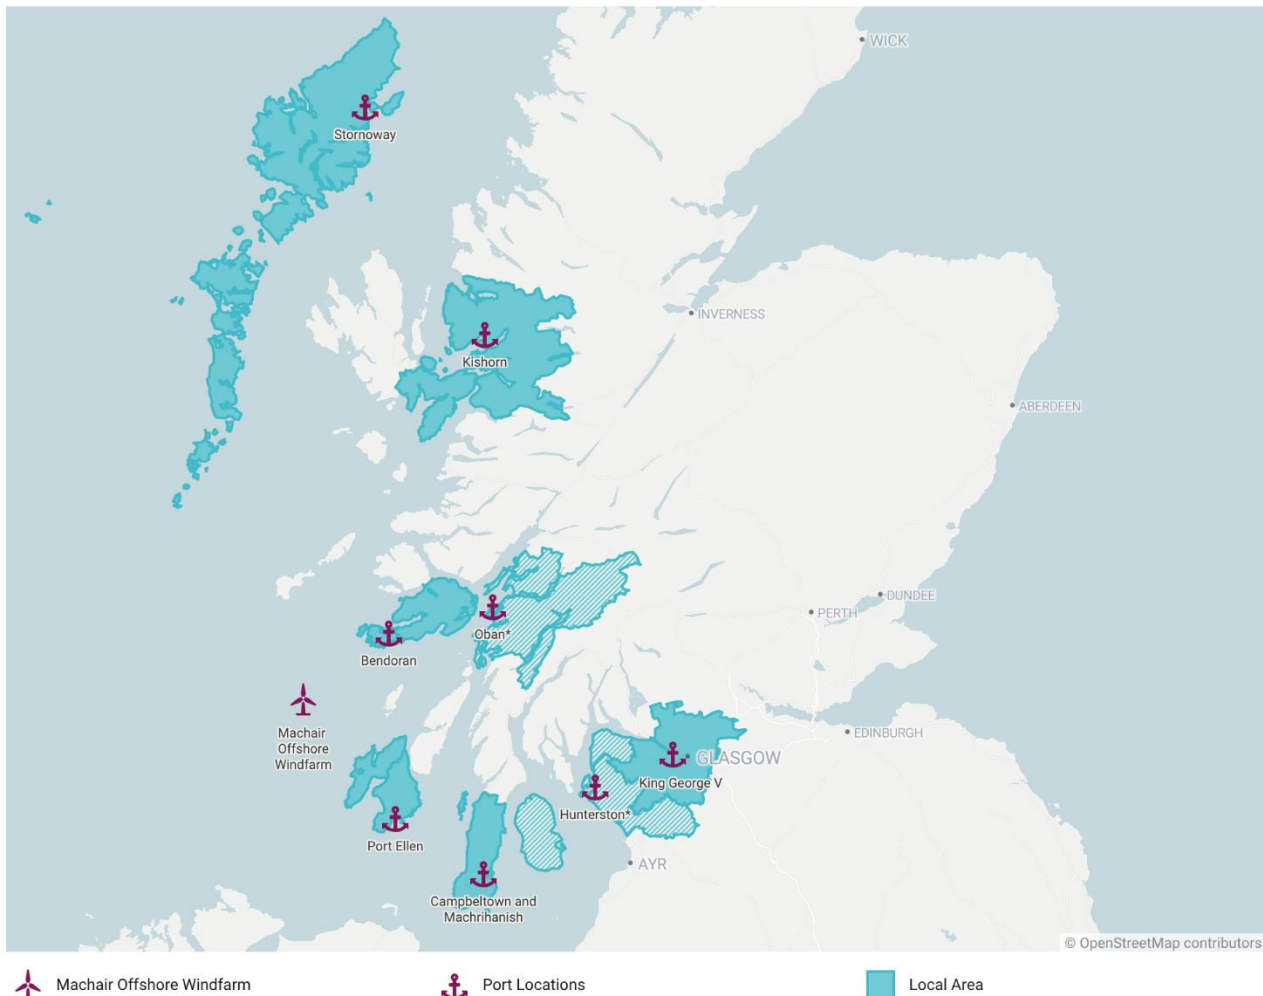 WICK
Stornoway
INVERNESS
Kishorn
ABERDEEN
DUNDEE
PERTH
Oban*
Bendoran
Machair
Offshore
Windfarm
EDINBURGH
GLASGOW
King George V
Hunterston*
Port Ellen
AYR
Campbeltown and
Machrihanish
© OpenStreetMap contributors
Machair Offshore Windfarm
Port Locations
Local Area